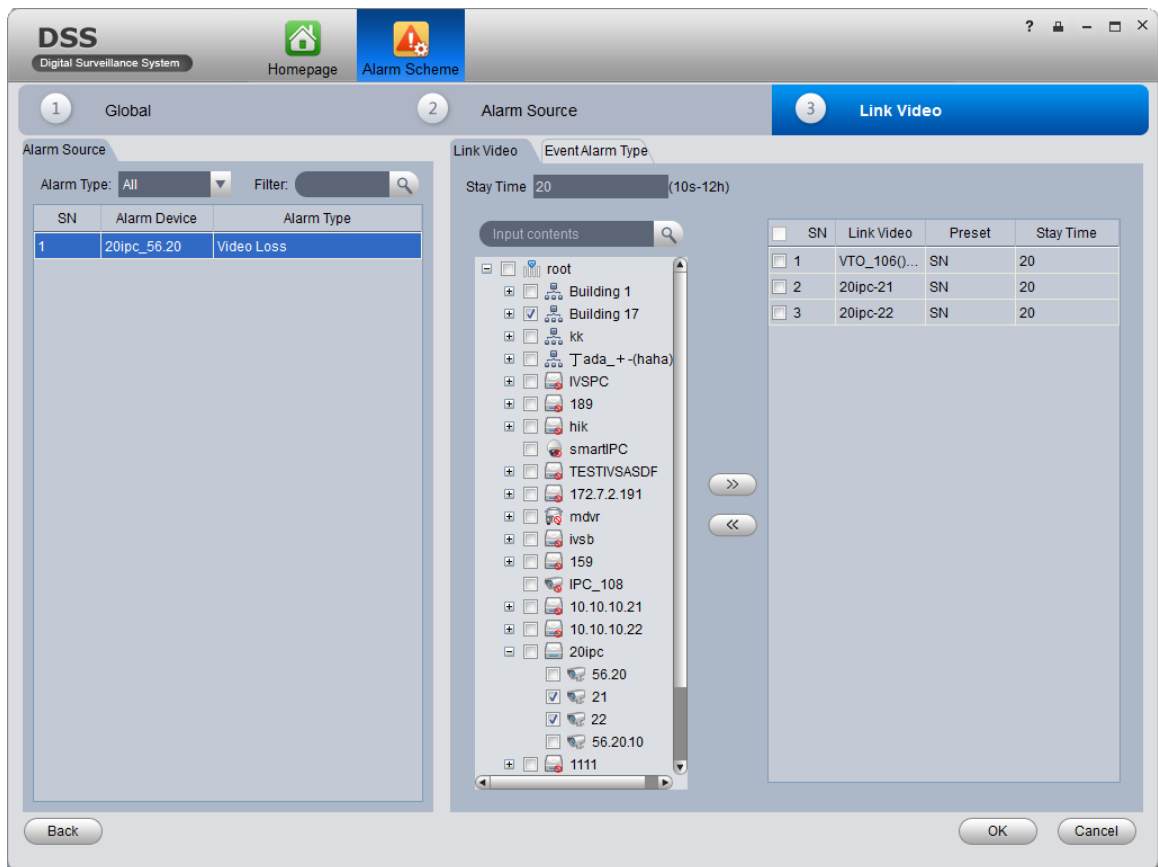 DSS
Digital Surveillance System
Homepage
Alarm Scheme
?
1 Global
2 Alarm Source
3 Link Video
Alarm Source
Alarm Type: All Filter:
SN Alarm Device Alarm Type
1 20ipc_56.20 Video Loss
Link Video Event Alarm Type
Stay Time 20 (10s-12h)
Input contents
root
Building 1
Building 17
kk
丁ada_+-(haha)
IVSPC
189
hik
smartIPC
TESTIVSASDF
172.7.2.191
mdvr
ivsb
159
IPC_108
10.10.10.21
10.10.10.22
20ipc
56.20
21
22
56.20.10
1111
>>
<<
SN Link Video Preset Stay Time
1 VTO_106()... SN 20
2 20ipc-21 SN 20
3 20ipc-22 SN 20
Back
OK
Cancel